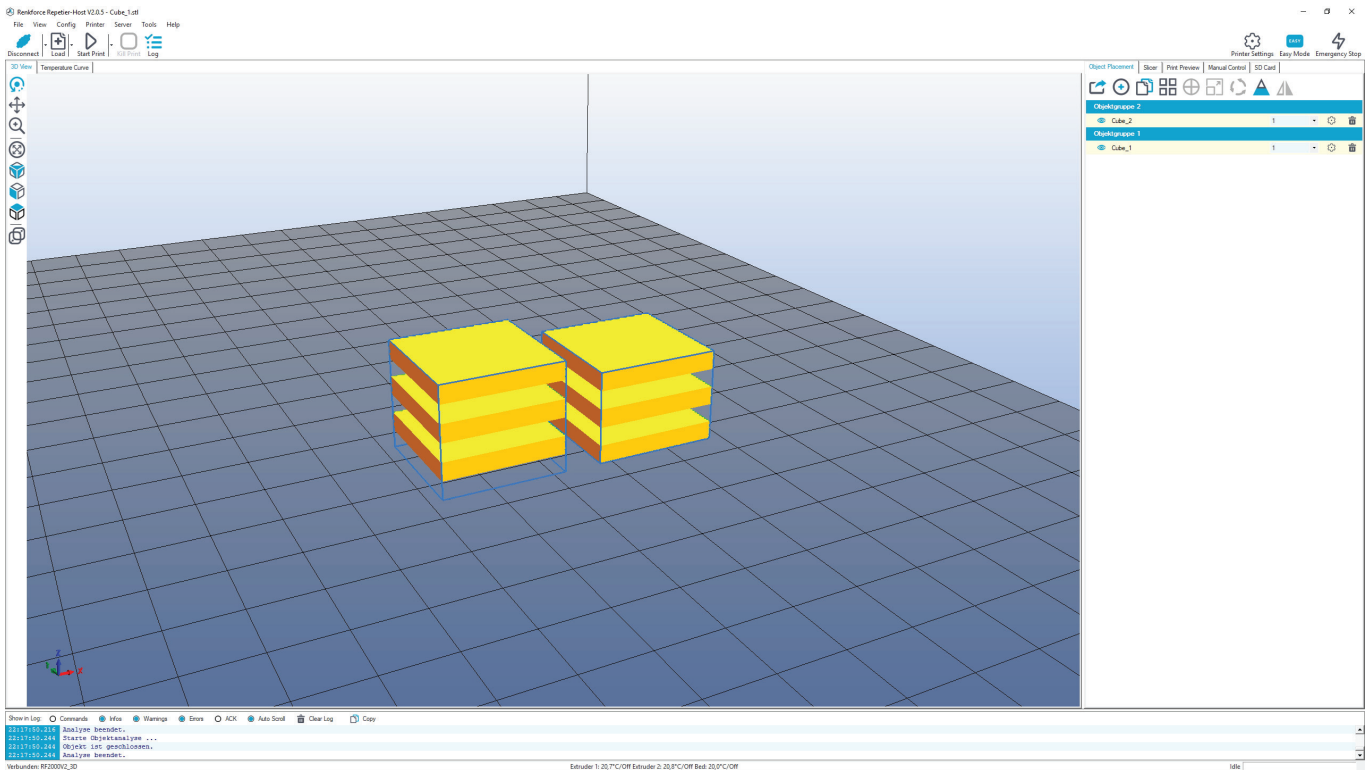 Renkforce Repetier-Host V2.0.5 - Cube_1.stl
File View Config Printer Server Tools Help
Disconnect Load Start Print Kill Print Log
Printer Settings Easy Mode Emergency Stop
EASY
3D View Temperature Curve
Object Placement Slicer Print Preview Manual Control SD Card
Objektgruppe 2
Cube_2 1
Objektgruppe 1
Cube_1 1
Z
Y X
Show in Log: Commands Infos Warnings Errors ACK Auto Scroll Clear Log Copy
22:17:50.216 Analyse beendet.
22:17:50.244 Starte Objektanalyse ...
22:17:50.244 Objekt ist geschlossen.
22:17:50.244 Analyse beendet.
Verbunden: RF2000V2_3D
Extruder 1: 20,7°C/Off Extruder 2: 20,8°C/Off Bed: 20,0°C/Off
Idle